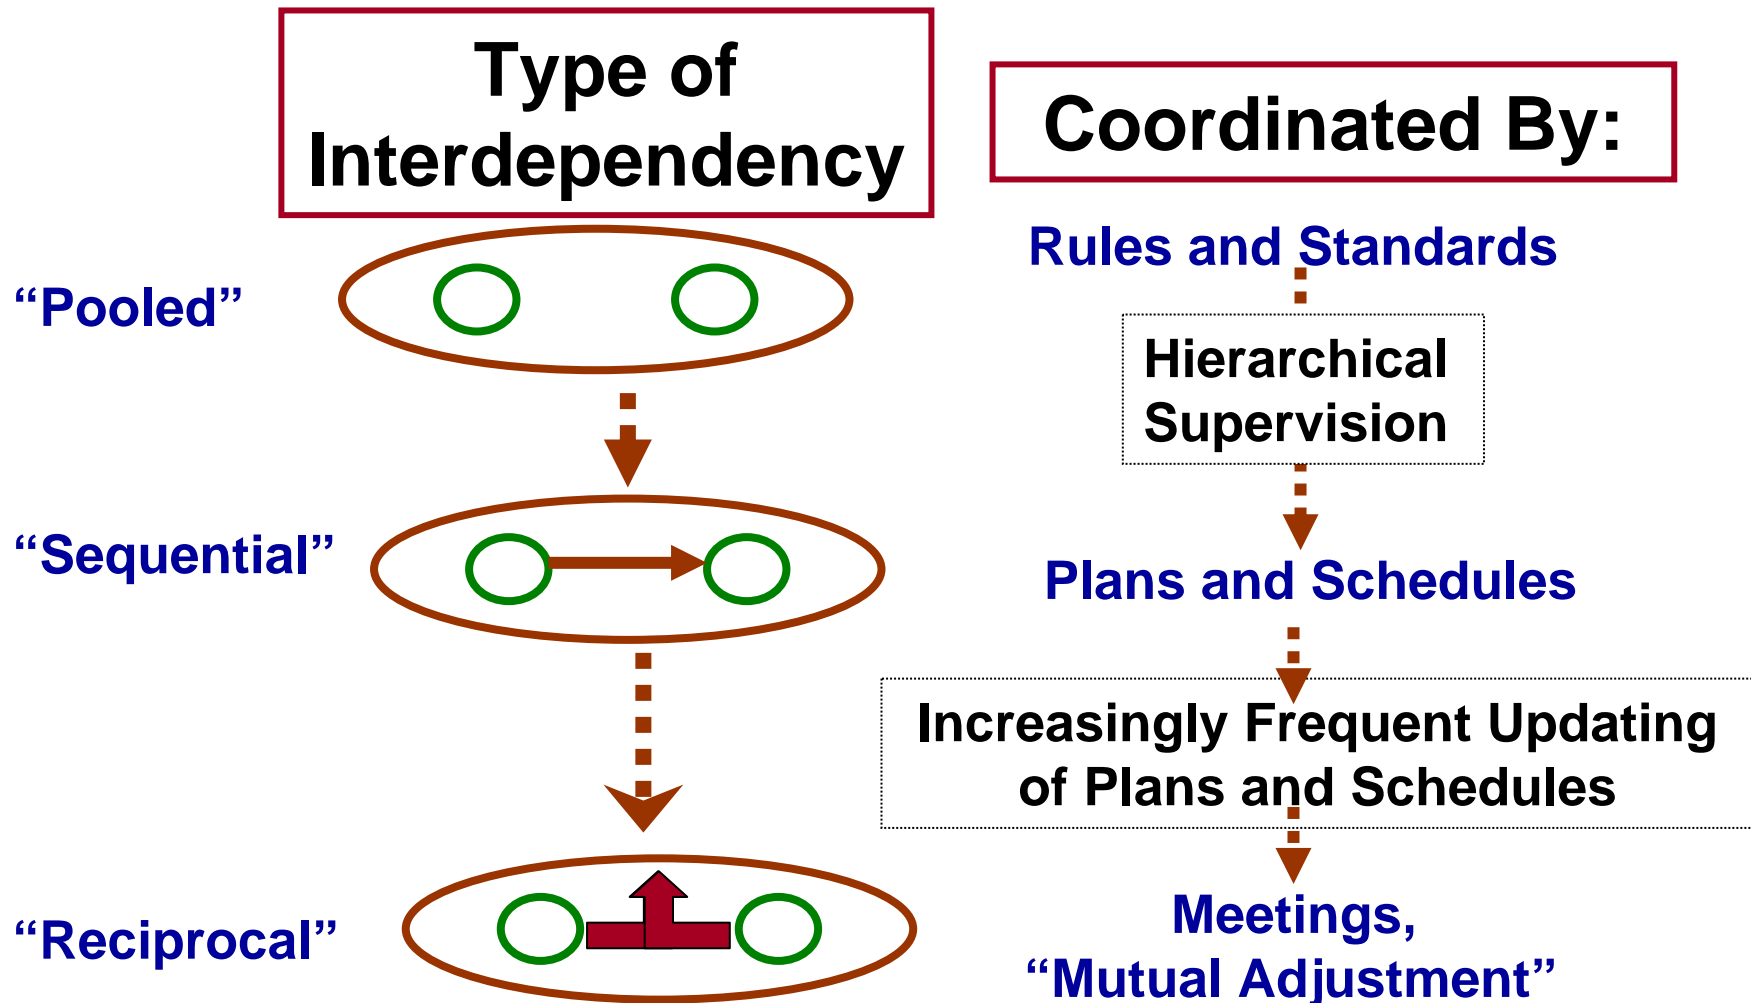 Type of
Interdependency
Coordinated By:
“Pooled”
Rules and Standards
Hierarchical
Supervision
“Sequential”
Plans and Schedules
Increasingly Frequent Updating
of Plans and Schedules
“Reciprocal”
Meetings,
“Mutual Adjustment”